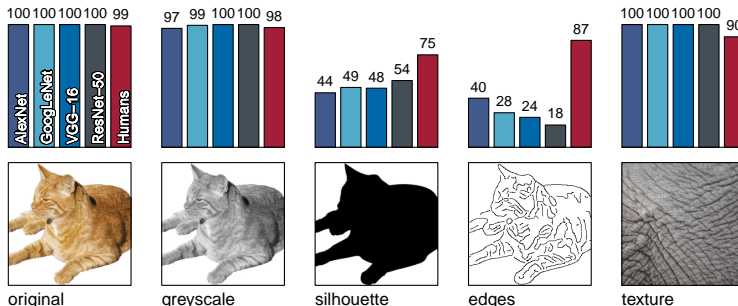 100 100 100 100 99
97 99 100 100 98
44 49 48 54 75
40 28 24 18 87
100 100 100 100 90
AlexNet
GoogLeNet
VGG−16
ResNet−50
Humans
original greyscale silhouette edges texture